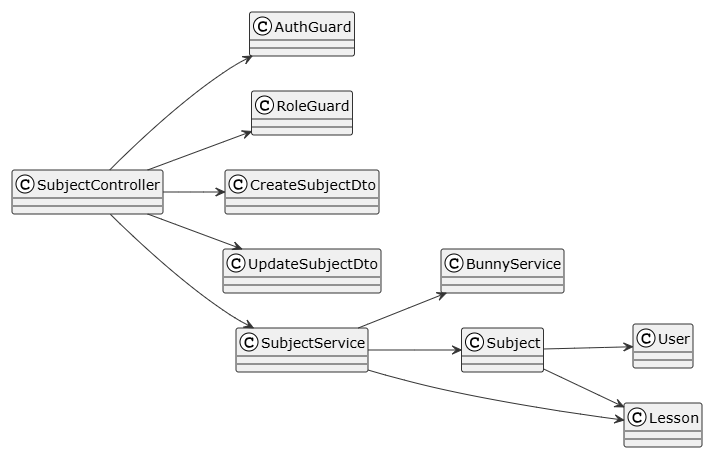 C AuthGuard
C RoleGuard
C SubjectController
C CreateSubjectDto
C UpdateSubjectDto
C BunnyService
C SubjectService
C Subject
C User
C Lesson